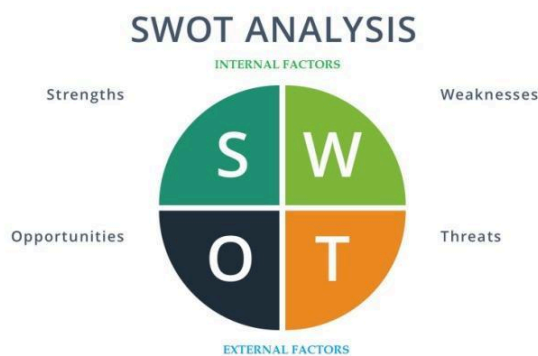 SWOT ANALYSIS
INTERNAL FACTORS
Strengths
Weaknesses
S W
Opportunities
Threats
O T
EXTERNAL FACTORS